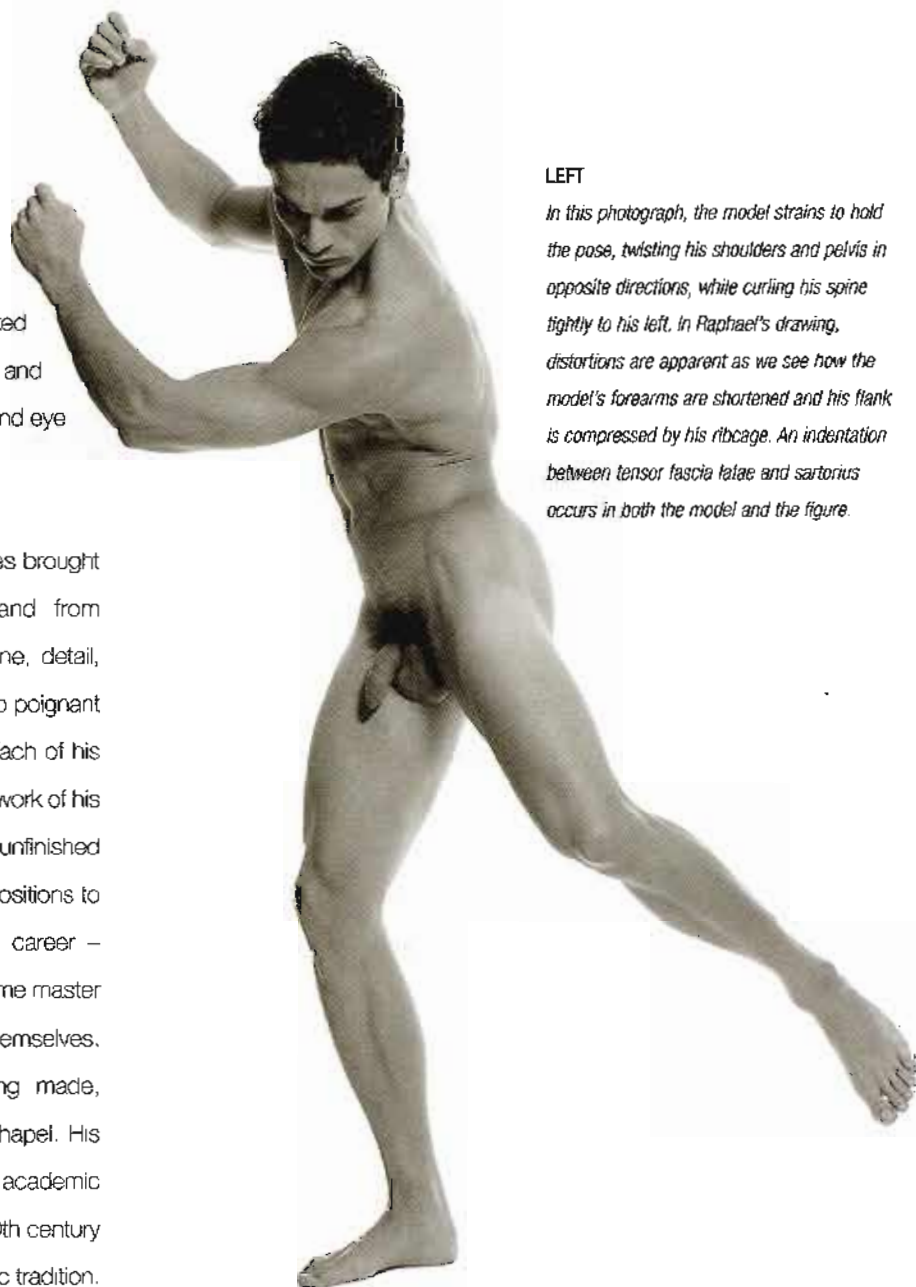 LEFT
In this photograph, the model strains to hold
the pose, twisting his shoulders and pelvis in
opposite directions, while curling his spine
tightly to his left. In Raphael's drawing,
distortions are apparent as we see how the
model's forearms are shortened and his flank
is compressed by his ribcage. An indentation
between tensor fascia latae and sartorius
occurs in both the model and the figure.
and
nd eye
es brought
and from
ne, detail,
o poignant
ach of his
work of his
unfinished
ositions to
career –
me master
emselves.
ng made,
hapel. His
academic
0th century
c tradition.